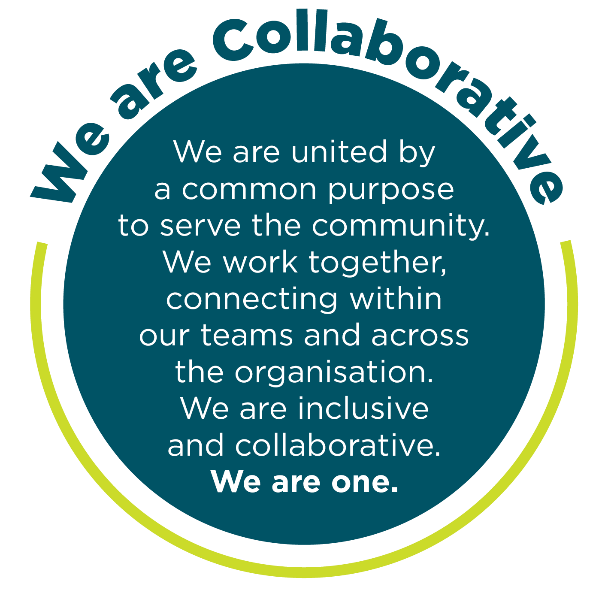 We are Collaborative
We are united by
a common purpose
to serve the community.
We work together,
connecting within
our teams and across
the organisation.
We are inclusive
and collaborative.
We are one.